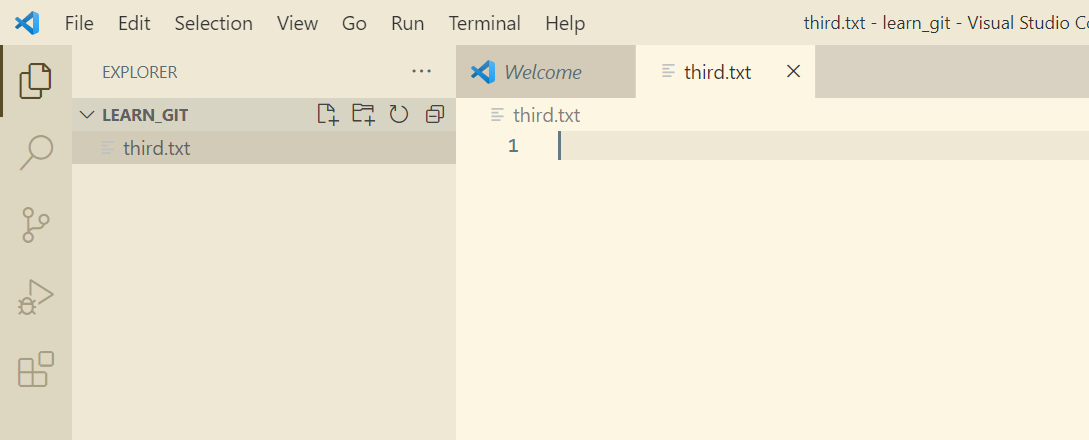 File Edit Selection View Go Run Terminal Help third.txt - learn_git - Visual Studio
EXPLORER
Welcome third.txt
LEARN_GIT
third.txt
third.txt
1